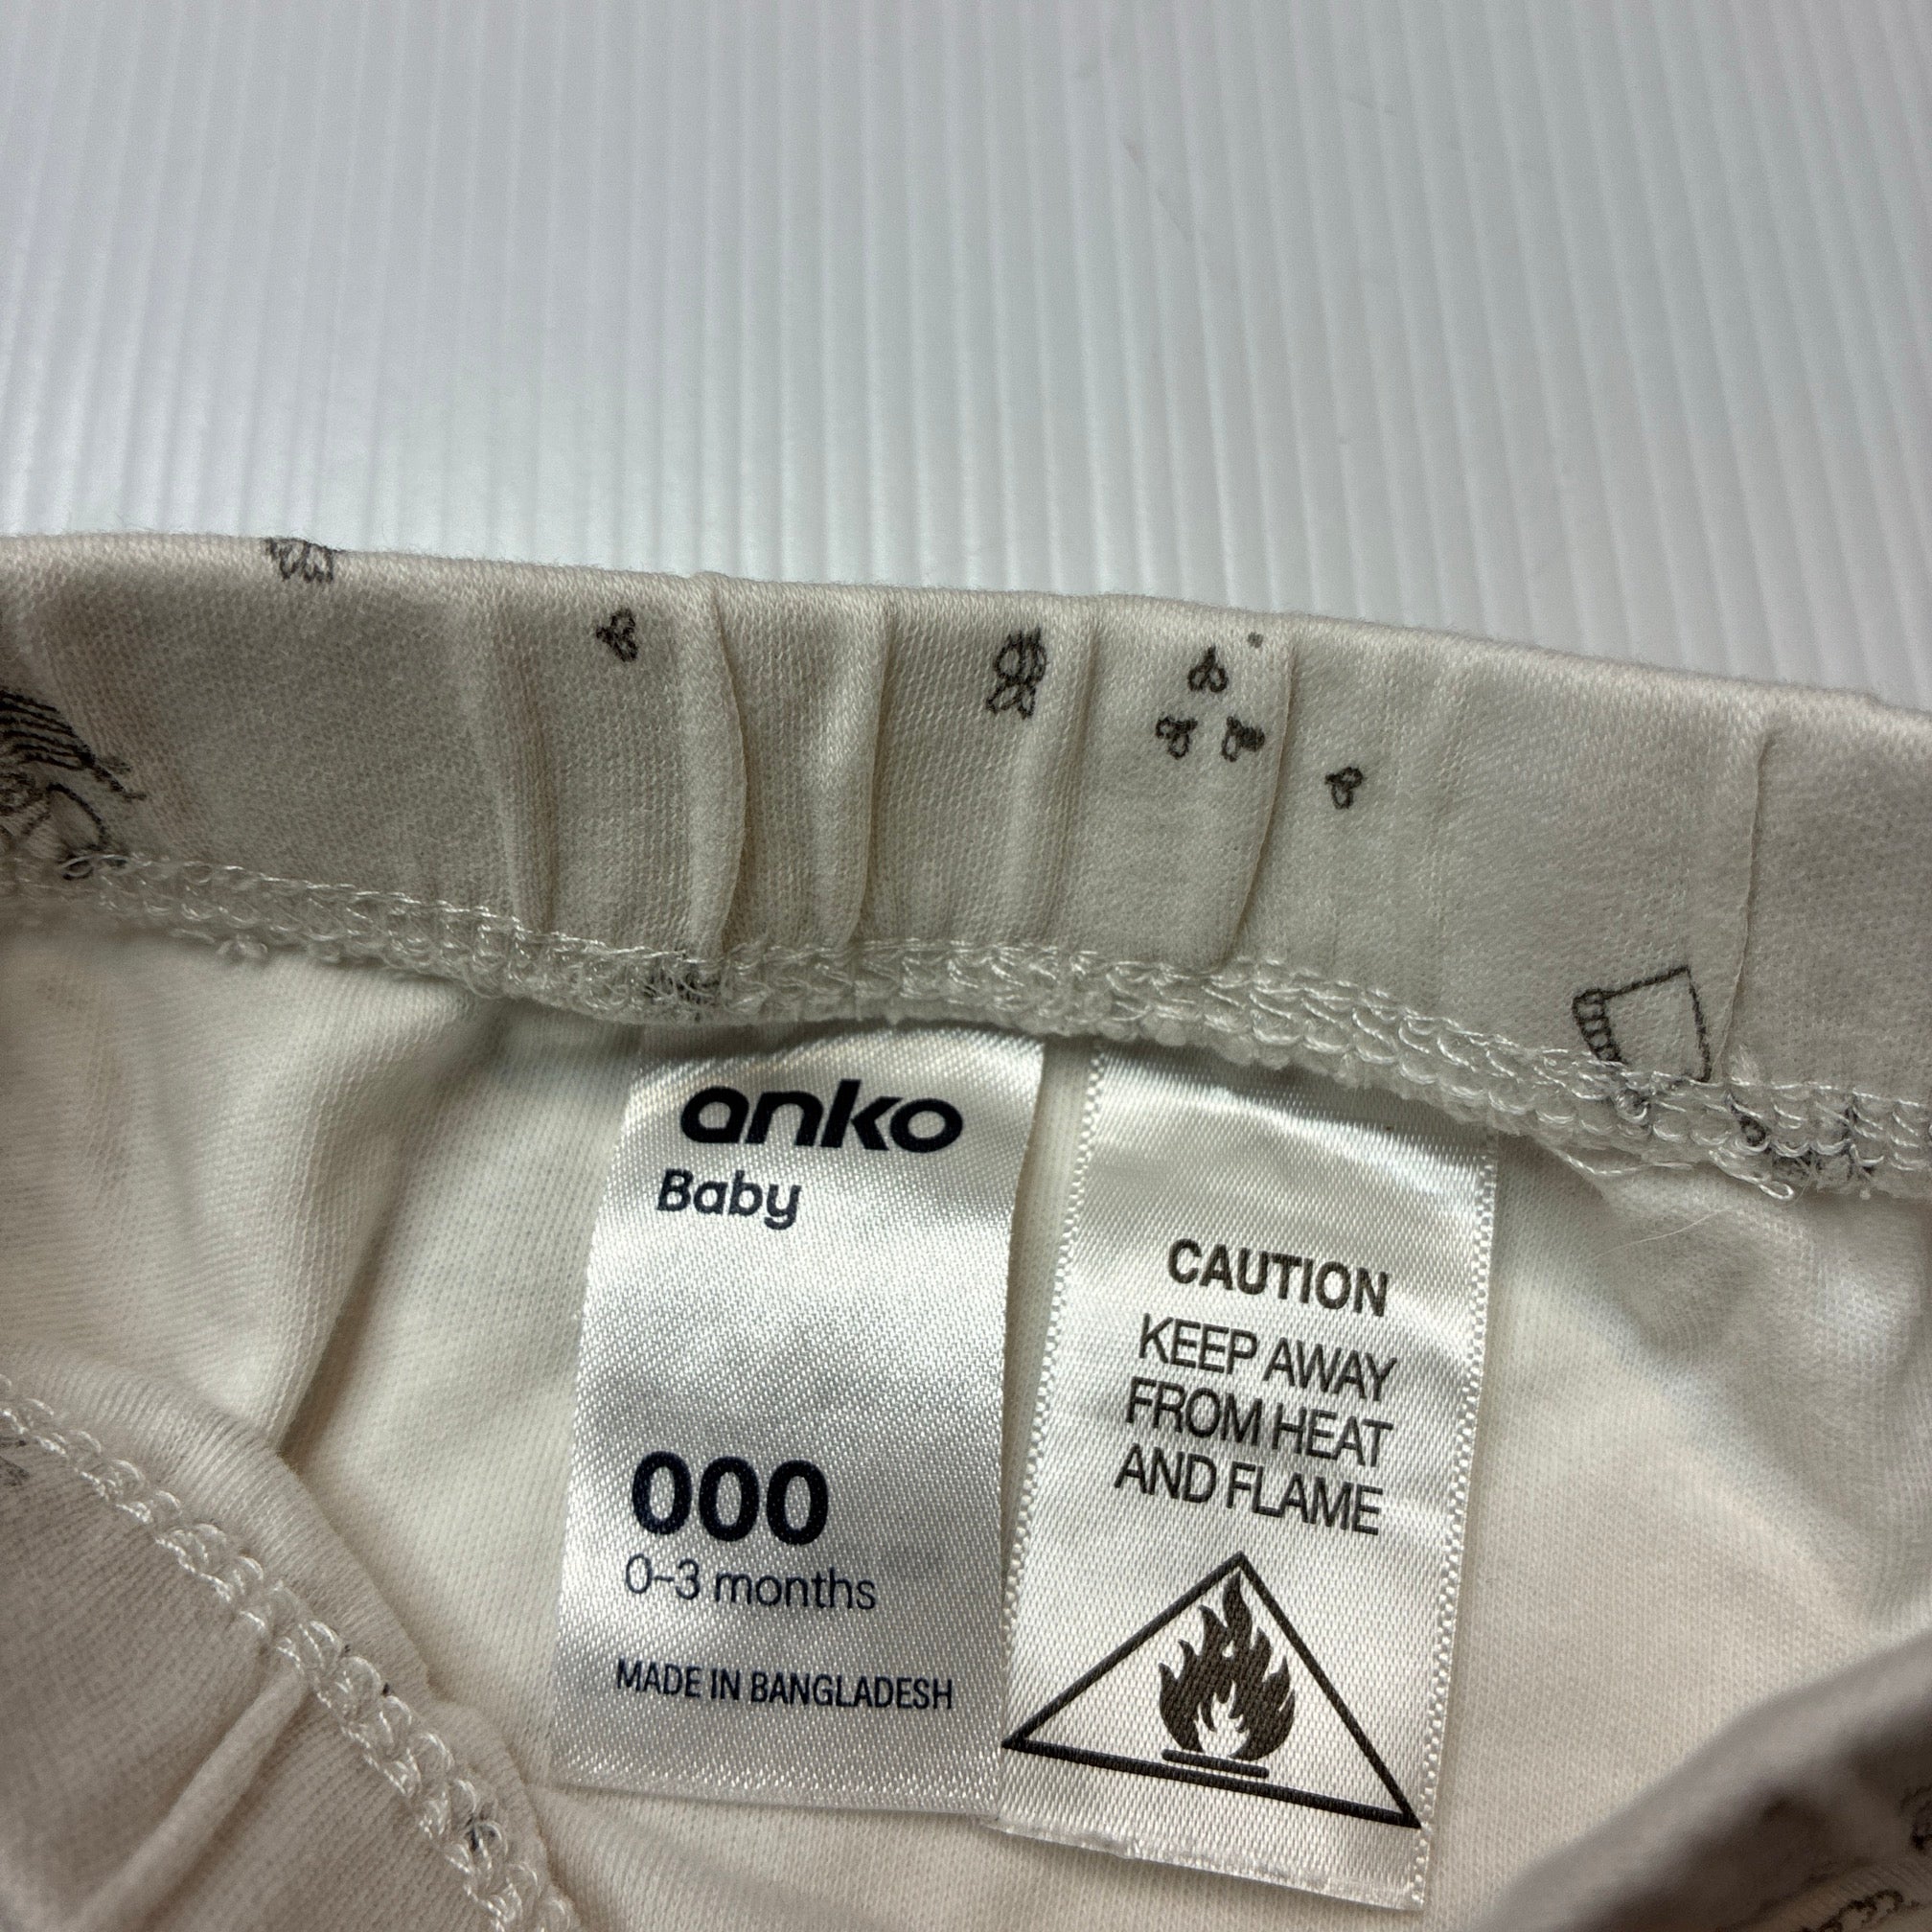 anko
Baby
000
0-3 months
MADE IN BANGLADESH
CAUTION
KEEP AWAY
FROM HEAT
AND FLAME